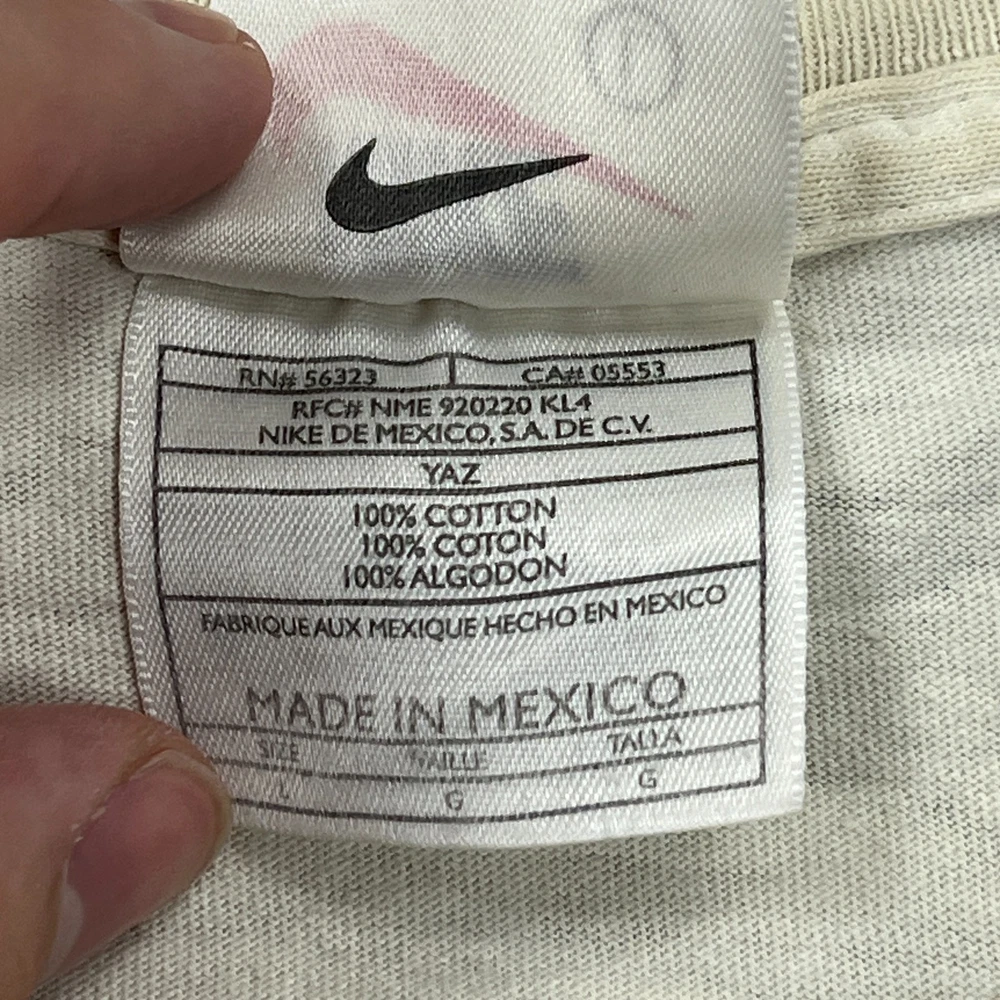 RN# 56323 CA# 05553
RFC# NME 920220 KL4
NIKE DE MEXICO, S.A. DE C.V.
YAZ
100% COTTON
100% COTON
100% ALGODON
FABRIQUE AUX MEXIQUE HECHO EN MEXICO
MADE IN MEXICO
SIZE TAILLE TALLA
L G G